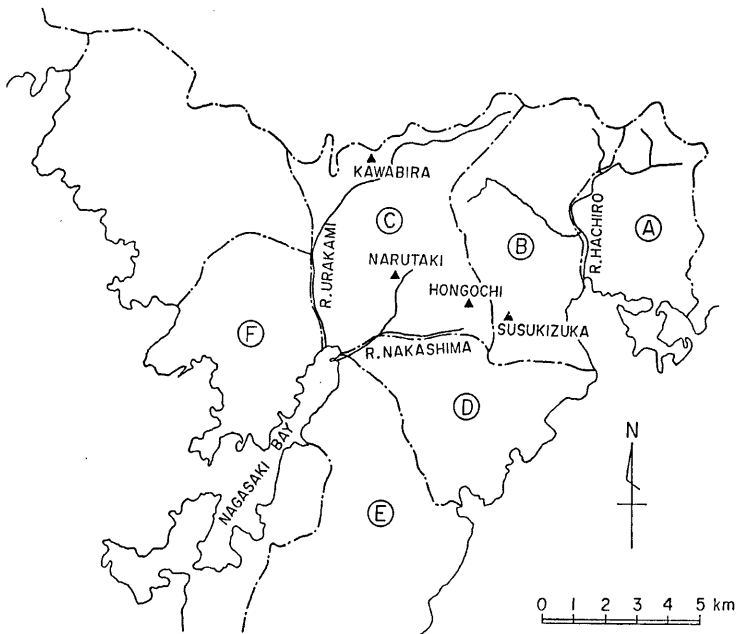 KAWABIRA
C
R.URAKAMI
NARUTAKI
B
R.HACHIRO
A
HONGOCHI
SUSUKIZUKA
F
R.NAKASHIMA
D
NAGASAKI BAY
E
N
0 1 2 3 4 5 km